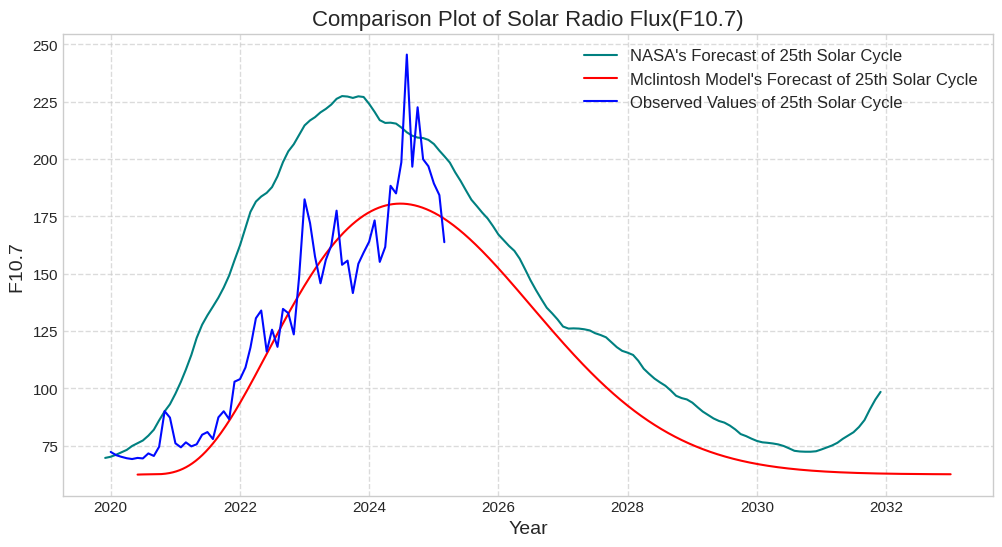 Comparison Plot of Solar Radio Flux(F10.7)
NASA's Forecast of 25th Solar Cycle
Mclintosh Model's Forecast of 25th Solar Cycle
Observed Values of 25th Solar Cycle
F10.7
250
225
200
175
150
125
100
75
2020 2022 2024 2026 2028 2030 2032
Year